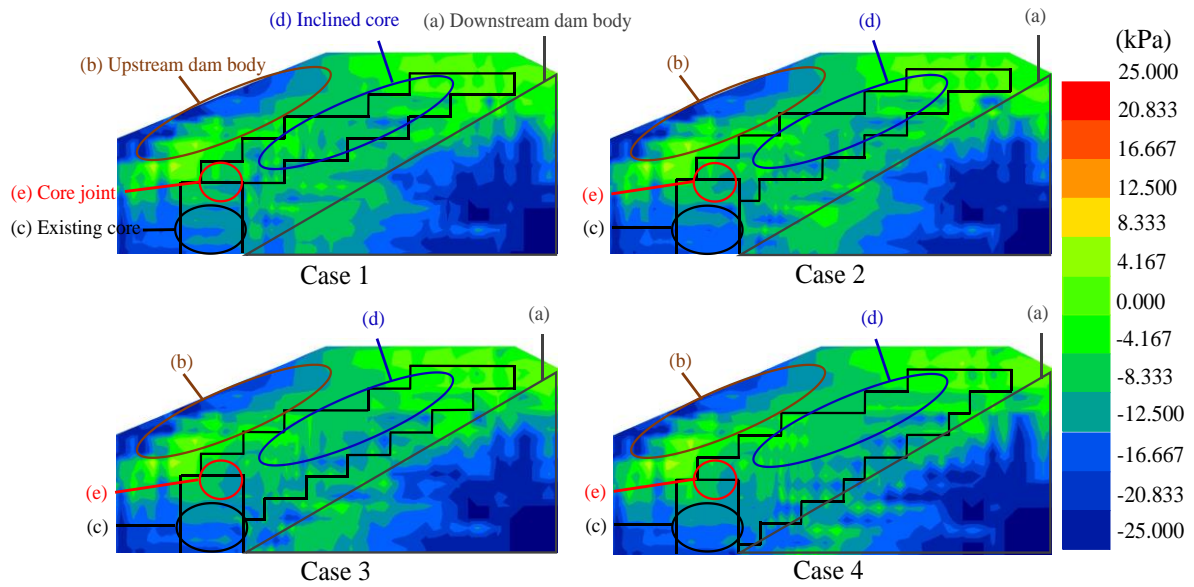 (d) Inclined core
(a) Downstream dam body
(b) Upstream dam body
(e) Core joint
(c) Existing core
Case 1
(a)
(d)
(b)
(e)
(c)
Case 2
(a)
(d)
(b)
(e)
(c)
Case 3
(a)
(d)
(b)
(e)
(c)
Case 4
(kPa)
25.000
20.833
16.667
12.500
8.333
4.167
0.000
-4.167
-8.333
-12.500
-16.667
-20.833
-25.000